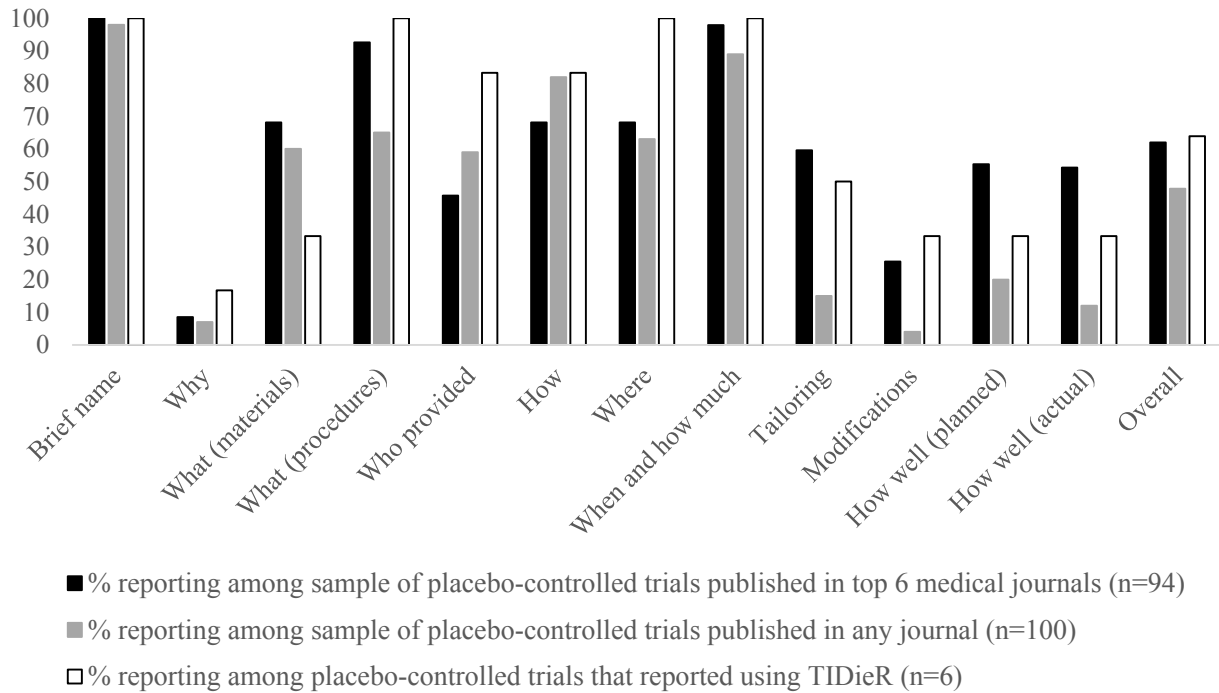 100
90
80
70
60
50
40
30
20
10
0
Brief name
Why
What (materials)
What (procedures)
Who provided
How
Where
When and how much
Tailoring
Modifications
How well (planned)
How well (actual)
Overall
% reporting among sample of placebo-controlled trials published in top 6 medical journals (n=94)
% reporting among sample of placebo-controlled trials published in any journal (n=100)
% reporting among placebo-controlled trials that reported using TIDieR (n=6)